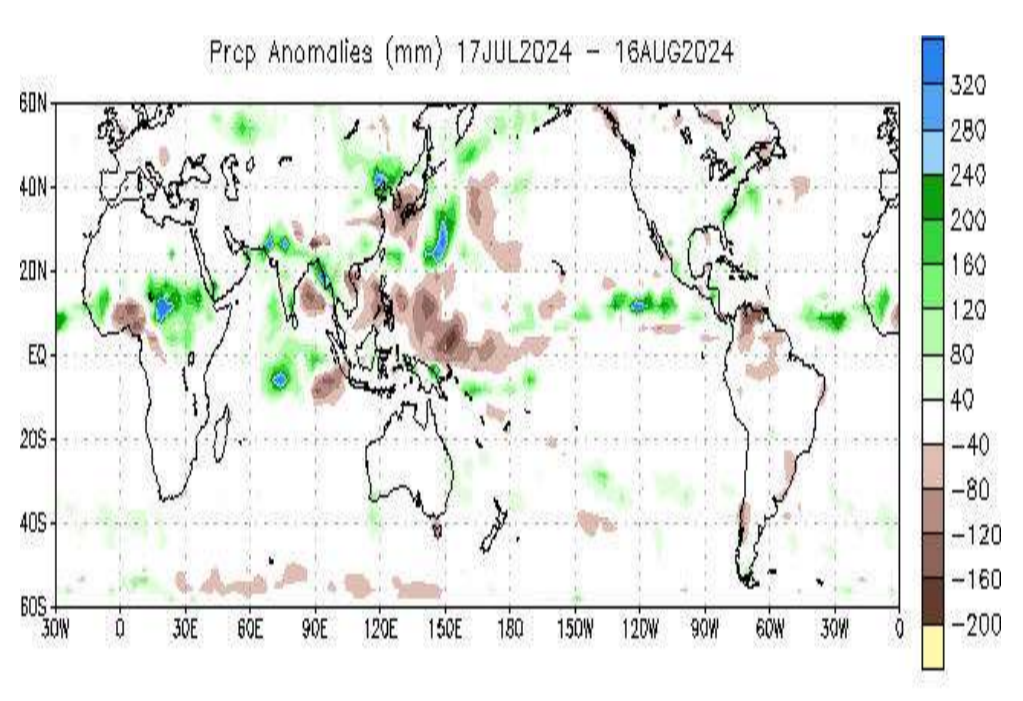 Prcp Anomalies (mm) 17JUL2024 – 16AUG2024
60N
40N
20N
EQ
20S
40S
60S
30W 0 30E 60E 90E 120E 150E 180 150W 120W 90W 60W 30W 0
320
280
240
200
160
120
80
40
-40
-80
-120
-160
-200